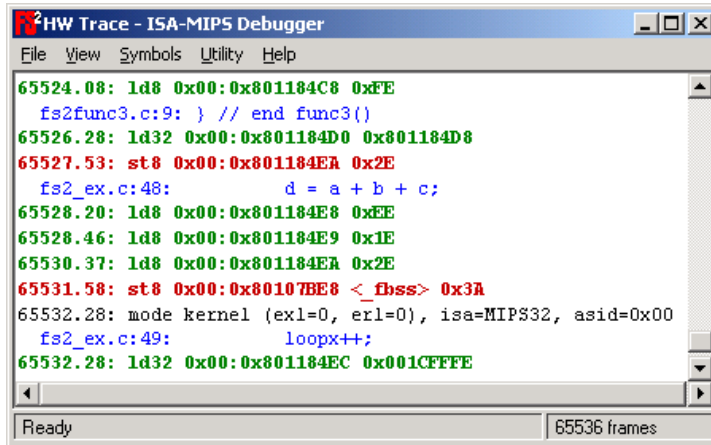 FS2 HW Trace - ISA-MIPS Debugger
File View Symbols Utility Help
65524.08: ld8 0x00:0x801184C8 0xFE
fs2func3.c:9: } // end func3()
65526.28: ld32 0x00:0x801184D0 0x801184D8
65527.53: st8 0x00:0x801184EA 0x2E
fs2_ex.c:48: d = a + b + c;
65528.20: ld8 0x00:0x801184E8 0xEE
65528.46: ld8 0x00:0x801184E9 0x1E
65530.37: ld8 0x00:0x801184EA 0x2E
65531.58: st8 0x00:0x80107BE8 <_fbss> 0x3A
65532.28: mode kernel (exl=0, erl=0), isa=MIPS32, asid=0x00
fs2_ex.c:49: loopx++;
65532.28: ld32 0x00:0x801184EC 0x001CFFFE
Ready 65536 frames